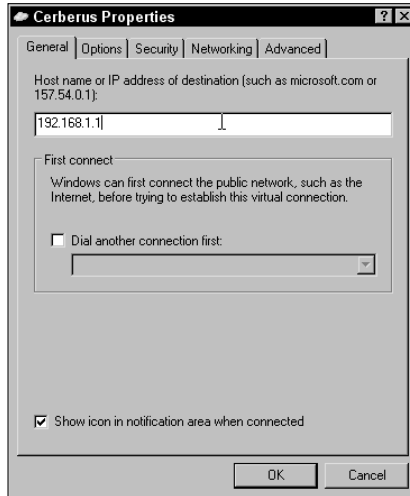 Cerberus Properties
General Options Security Networking Advanced
Host name or IP address of destination (such as microsoft.com or
157.54.0.1):
192.168.1.1
First connect
Windows can first connect the public network, such as the
Internet, before trying to establish this virtual connection.
Dial another connection first:
Show icon in notification area when connected
OK Cancel